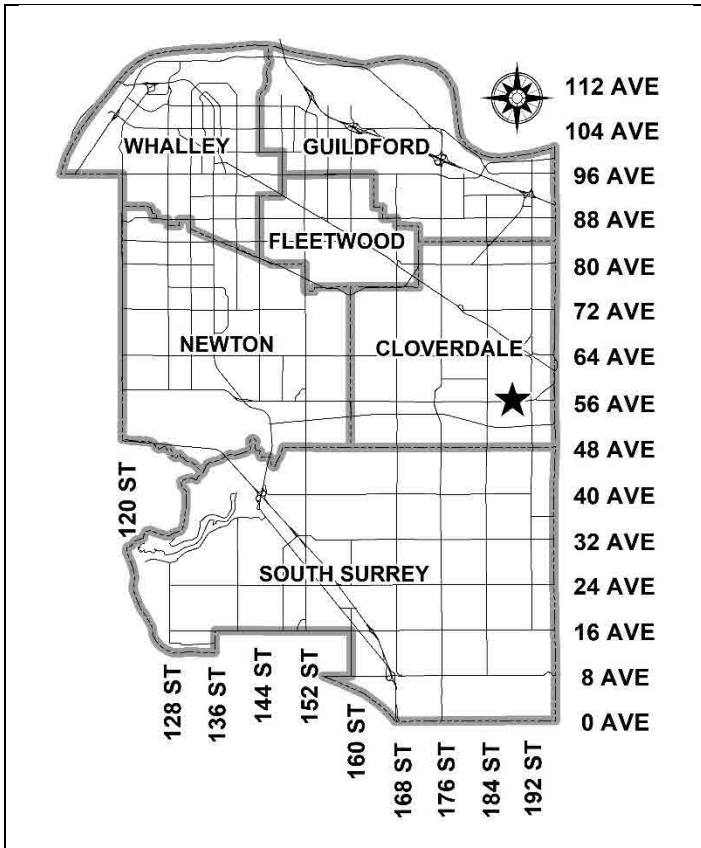 112 AVE
104 AVE
WHALLEY GUILDFORD
96 AVE
88 AVE
FLEETWOOD
80 AVE
72 AVE
NEWTON CLOVERDALE
64 AVE
56 AVE
48 AVE
120 ST
40 AVE
32 AVE
SOUTH SURREY
24 AVE
16 AVE
8 AVE
0 AVE
128 ST
136 ST
144 ST
152 ST
160 ST
168 ST
176 ST
184 ST
192 ST